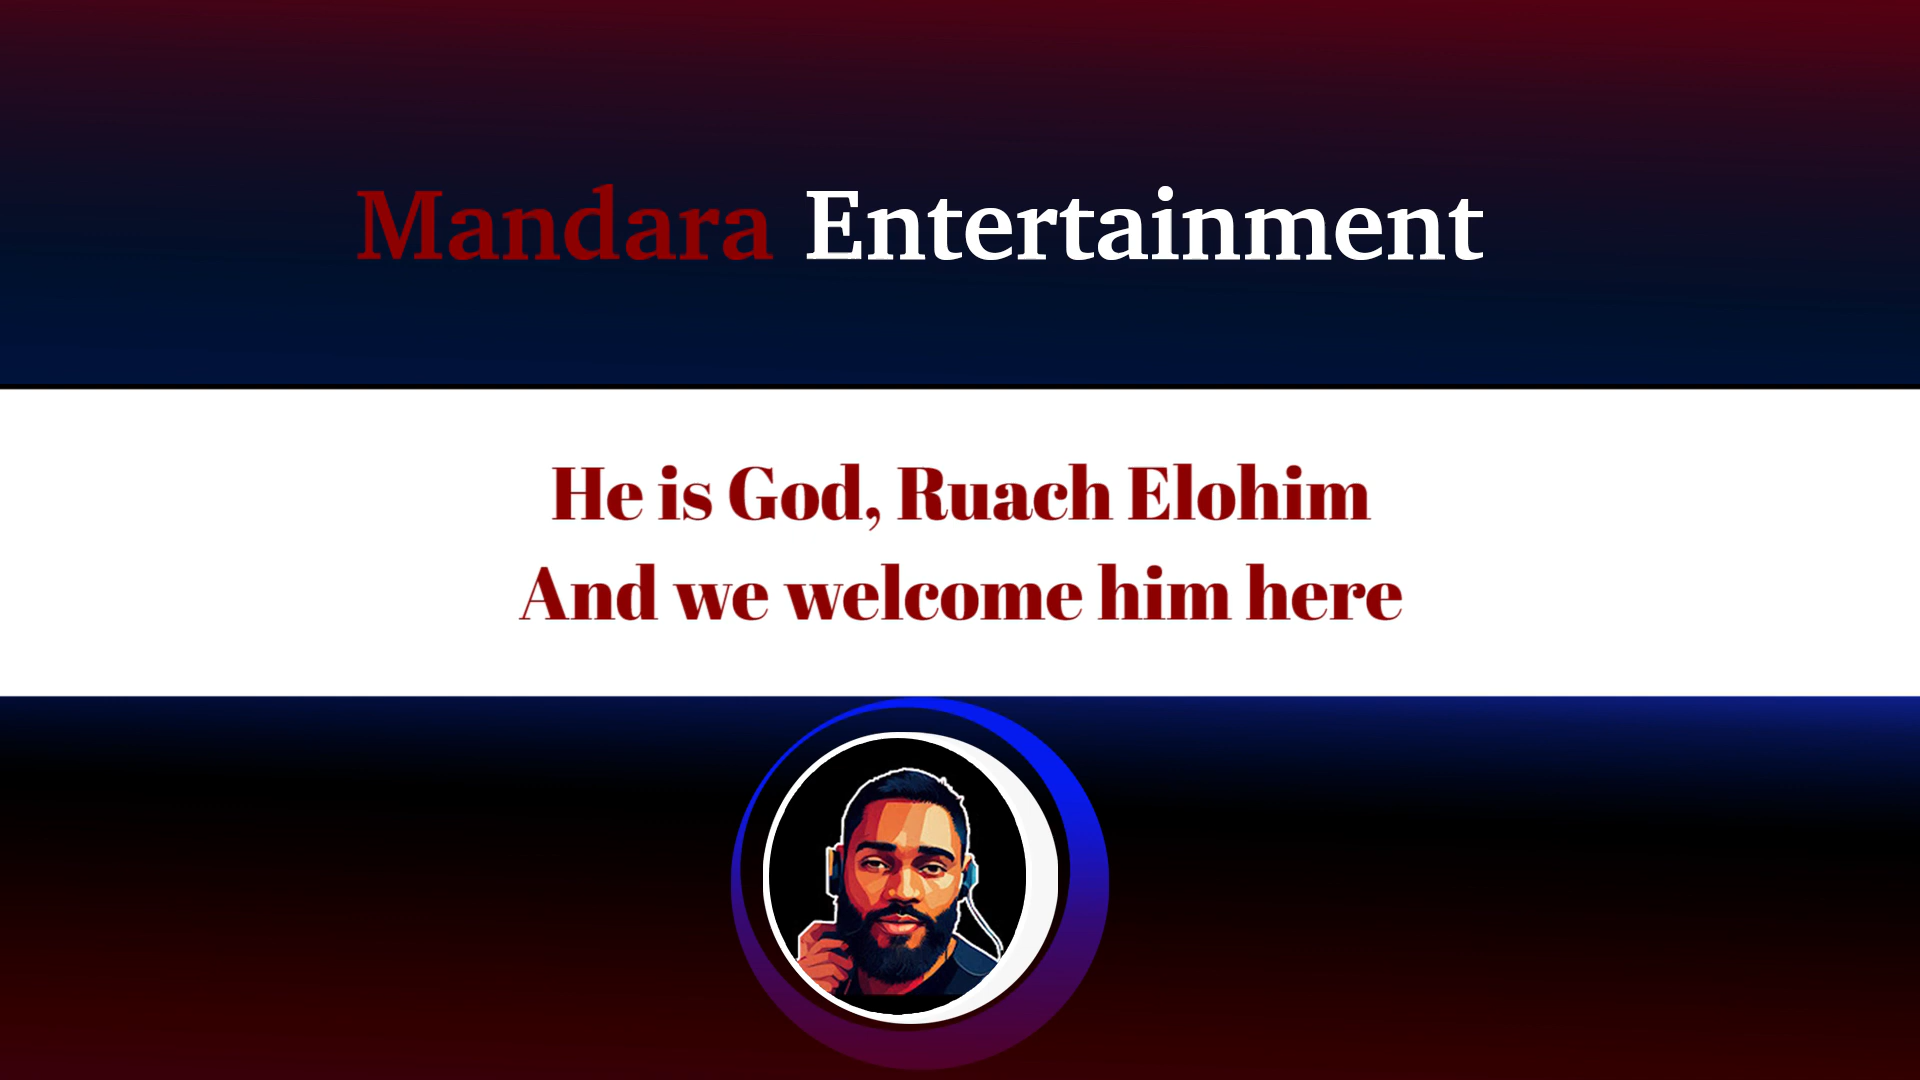 Mandara Entertainment
He is God, Ruach Elohim
And we welcome him here